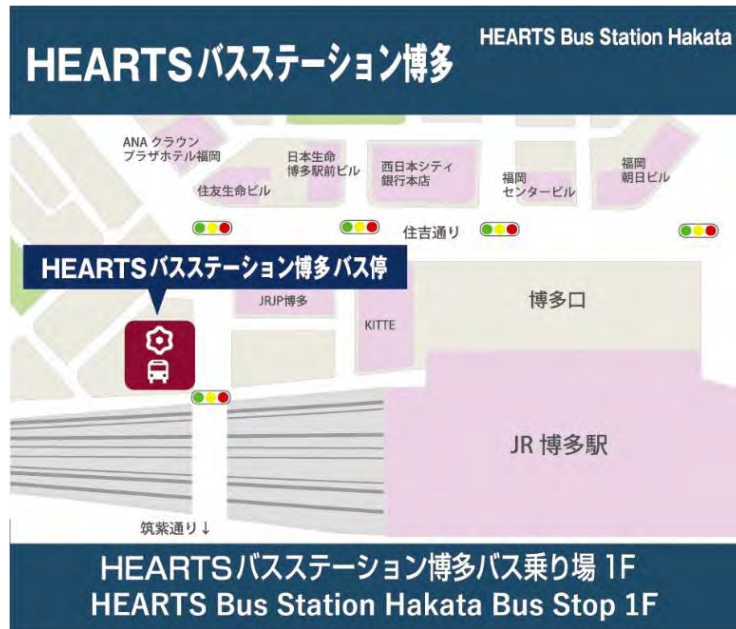 HEARTSバスステーション博多
HEARTS Bus Station Hakata
ANAクラウン
プラザホテル福岡
住友生命ビル
日本生命
博多駅前ビル
西日本シティ
銀行本店
福岡
センタービル
福岡
朝日ビル
住吉通り
HEARTSバスステーション博多 バス停
JRJP博多
KITTE
博多口
JR 博多駅
筑紫通り↓
HEARTSバスステーション博多バス乗り場 1F
HEARTS Bus Station Hakata Bus Stop 1F